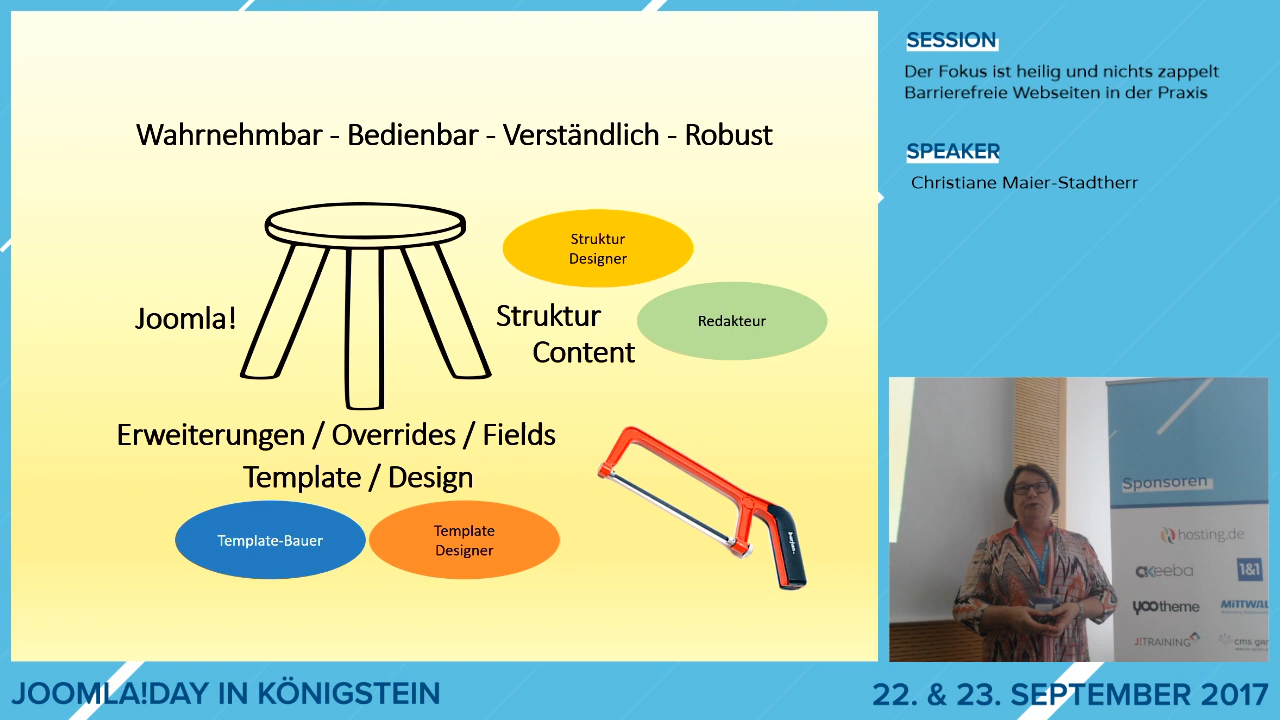 Wahrnehmbar - Bedienbar - Verständlich - Robust
Struktur
Designer
Joomla!
Struktur
Content
Redakteur
Erweiterungen / Overrides / Fields
Template / Design
Template-Bauer
Template
Designer
SESSION
Der Fokus ist heilig und nichts zappelt
Barrierefreie Webseiten in der Praxis
SPEAKER
Christiane Maier-Stadtherr
Sponsoren
hosting.de
akeeba
1&1
yootheme
MITTWAL
J!TRAINING
JOOMLA!DAY IN KÖNIGSTEIN
22. & 23. SEPTEMBER 2017